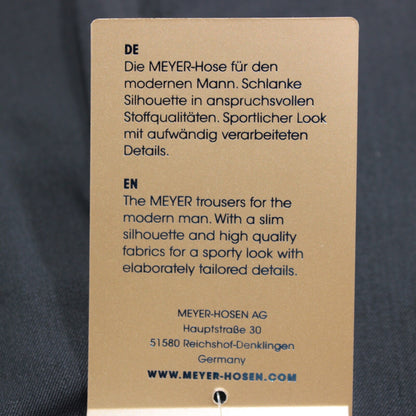 DE
Die MEYER-Hose für den
modernen Mann. Schlanke
Silhouette in anspruchsvollen
Stoffqualitäten. Sportlicher Look
mit aufwändig verarbeiteten
Details.
EN
The MEYER trousers for the
modern man. With a slim
silhouette and high quality
fabrics for a sporty look with
elaborately tailored details.
MEYER-HOSEN AG
Hauptstraße 30
51580 Reichshof-Denklingen
Germany
WWW.MEYER-HOSEN.COM